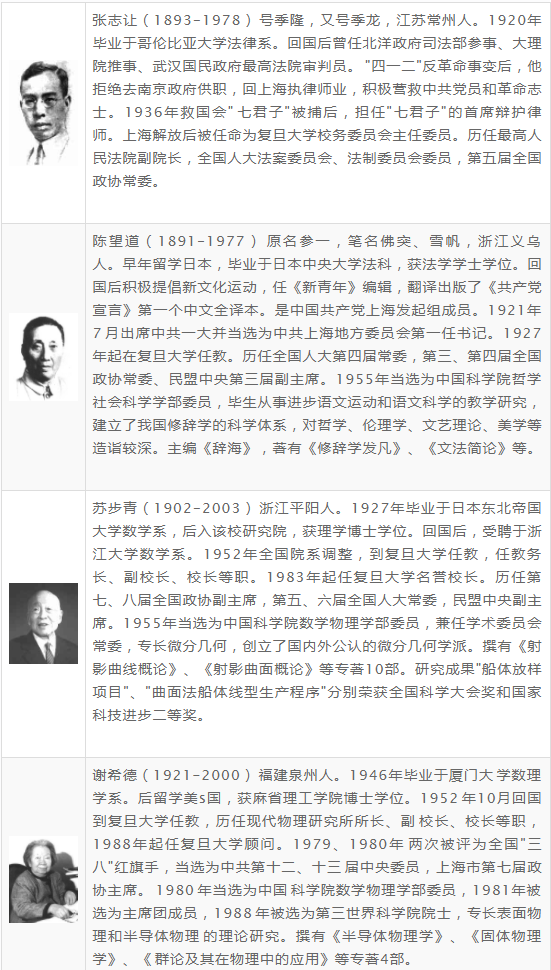 张志让（1893–1978）号季隆，又号季龙，江苏常州人。1920年
毕业于哥伦比亚大学法律系。回国后曾任北洋政府司法部参事、大理
院推事、武汉国民政府最高法院审判员。 "四一二"反革命事变后，他
拒绝去南京政府供职，回上海执律师业，积极营救中共党员和革命志
士。1936年救国会"七君子"被捕后，担任"七君子"的首席辩护律
师。上海解放后被任命为复旦大学校务委员会主任委员。历任最高人
民法院副院长，全国人大法案委员会、法制委员会委员，第五届全国
政协常委。
陈望道（1891–1977） 原名参一，笔名佛突、雪帆，浙江义乌
人。早年留学日本，毕业于日本中央大学法科，获法学学士学位。回
国后积极提倡新文化运动，任《新青年》编辑，翻译出版了《共产党
宣言》第一个中文全译本。是中国共产党上海发起组成员。1921年
7月出席中共一大并当选为中共上海地方委员会第一任书记。1927
年起在复旦大学任教。历任全国人大第四届常委，第三、第四届全国
政协常委、民盟中央第三届副主席。1955年当选为中国科学院哲学
社会科学学部委员，毕生从事进步语文运动和语文科学的教学研究，
建立了我国修辞学的科学体系，对哲学、伦理学、文艺理论、美学等
造诣较深。主编《辞海》，著有《修辞学发凡》、《文法简论》等。
苏步青（1902–2003）浙江平阳人。1927年毕业于日本东北帝国
大学数学系，后入该校研究院，获理学博士学位。回国后，受聘于浙
江大学数学系。1952年全国院系调整，到复旦大学任教，任教务
长、副校长、校长等职。1983年起任复旦大学名誉校长。历任第
七、八届全国政协副主席，第五、六届全国人大常委，民盟中央副主
席。1955年当选为中国科学院数学物理学部委员，兼任学术委员会
常委，专长微分几何，创立了国内外公认的微分几何学派。撰有《射
影曲线概论》、《射影曲面概论》等专著10部。研究成果"船体放样
项目"、"曲面法船体线型生产程序"分别荣获全国科学大会奖和国家
科技进步二等奖。
谢希德（1921–2000）福建泉州人。1946年毕业于厦门大学数理
学系。后留学美s国，获麻省理工学院博士学位。1952年10月回国
到复旦大学任教，历任现代物理研究所所长、副校长、校长等职，
1988年起任复旦大学顾问。1979、1980年 两次被评为全国"三
八"红旗手，当选为中共第十二、十三届中央委员，上海市第七届政
协主席。 1980年当选为中国科学院数学物理学部委员，1981年被
选为主席团成员，1988年被选为第三世界科学院院士，专长表面物
理和半导体物理 的理论研究。撰有《半导体物理学》、《固体物理
学》、《 群论及其在物理中的应用》等专著4部。